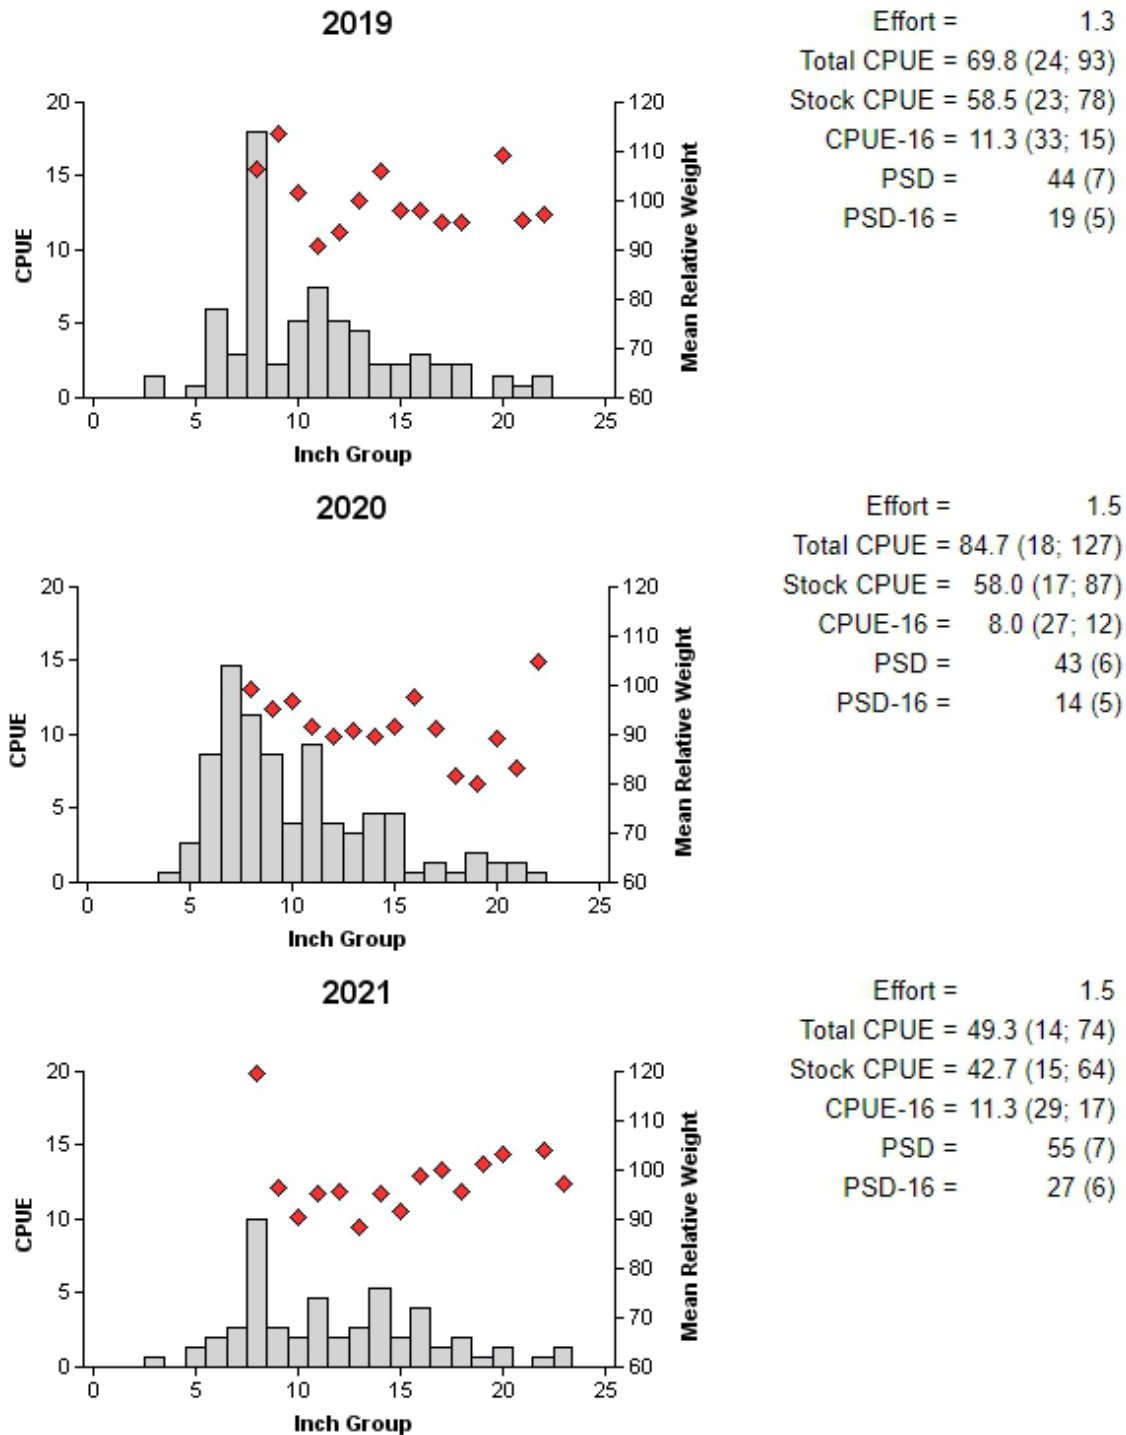 2019
Effort = 1.3
Total CPUE = 69.8 (24; 93)
Stock CPUE = 58.5 (23; 78)
CPUE-16 = 11.3 (33; 15)
PSD = 44 (7)
PSD-16 = 19 (5)
20 120
110
15
100
10 90
80
5
70
0 60
CPUE
Mean Relative Weight
0 5 10 15 20 25
Inch Group
2020
Effort = 1.5
Total CPUE = 84.7 (18; 127)
Stock CPUE = 58.0 (17; 87)
CPUE-16 = 8.0 (27; 12)
PSD = 43 (6)
PSD-16 = 14 (5)
20 120
110
15
100
10 90
80
5
70
0 60
CPUE
Mean Relative Weight
0 5 10 15 20 25
Inch Group
2021
Effort = 1.5
Total CPUE = 49.3 (14; 74)
Stock CPUE = 42.7 (15; 64)
CPUE-16 = 11.3 (29; 17)
PSD = 55 (7)
PSD-16 = 27 (6)
20 120
110
15
100
10 90
80
5
70
0 60
CPUE
Mean Relative Weight
0 5 10 15 20 25
Inch Group